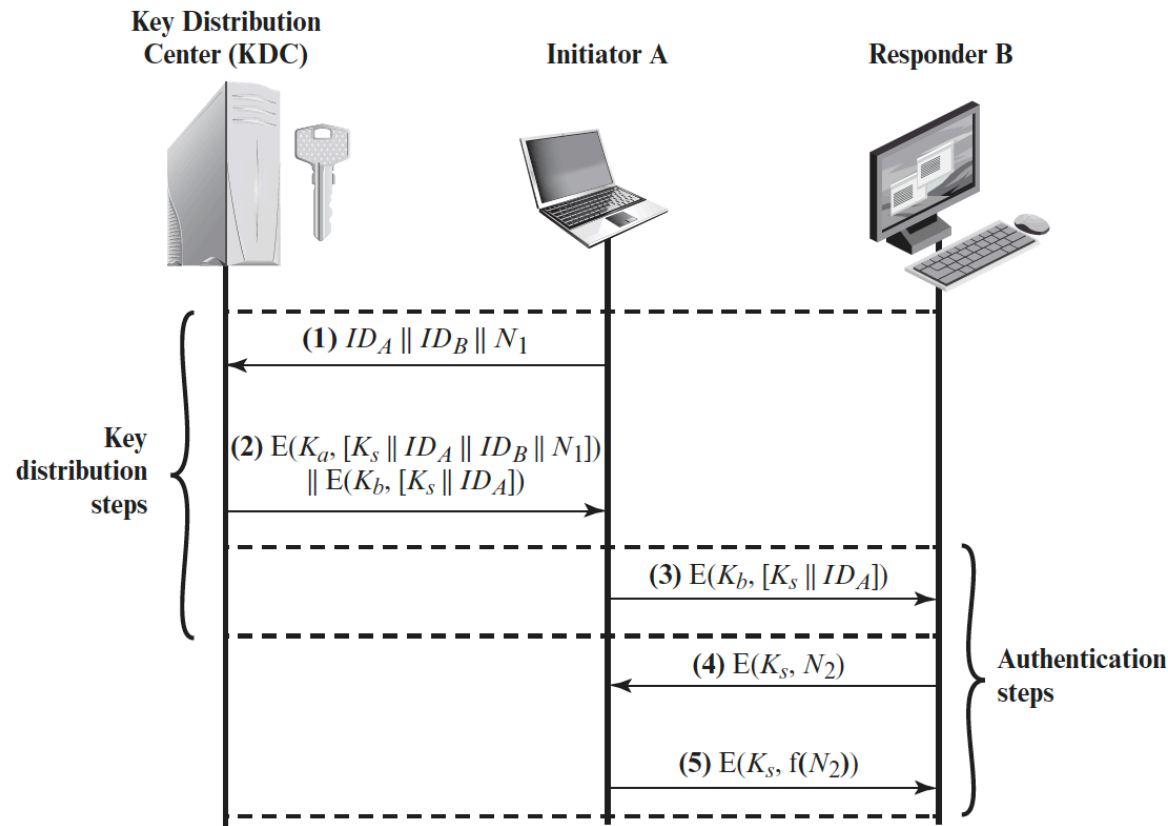 Key Distribution
Center (KDC)
Initiator A
Responder B
(1) ID_A || ID_B || N_1
Key
distribution
steps
(2) E(K_a, [K_s || ID_A || ID_B || N_1])
|| E(K_b, [K_s || ID_A])
(3) E(K_b, [K_s || ID_A])
(4) E(K_s, N_2)
Authentication
steps
(5) E(K_s, f(N_2))